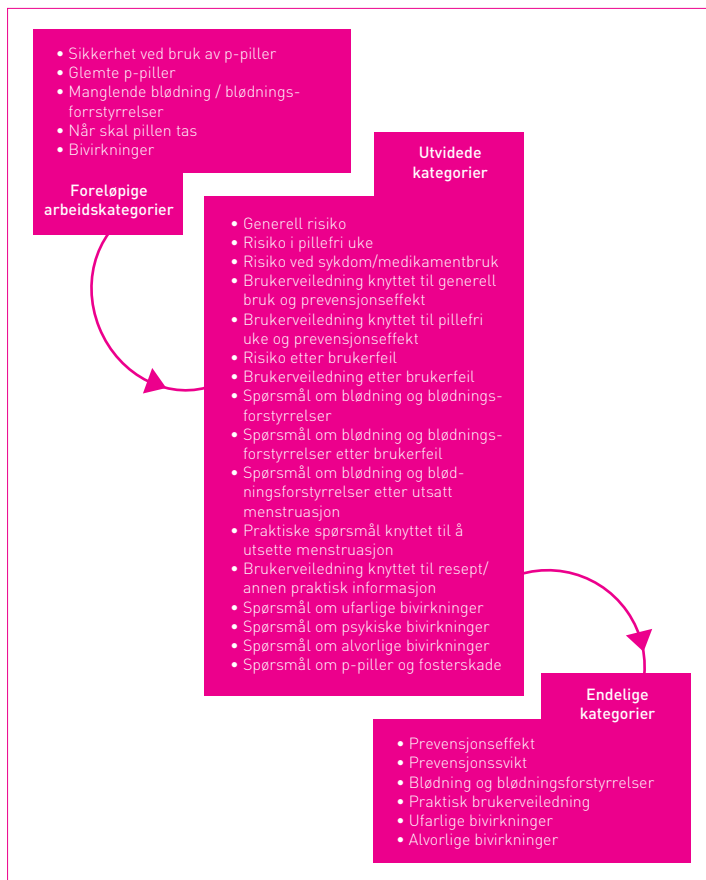 • Sikkerhet ved bruk av p-piller
• Glemte p-piller
• Manglende blødning / blødnings-
forrstyrrelser
• Når skal pillen tas
• Bivirkninger
Foreløpige
arbeidskategorier
Utvidede
kategorier
• Generell risiko
• Risiko i pillefri uke
• Risiko ved sykdom/medikamentbruk
• Brukerveiledning knyttet til generell
bruk og prevensjonseffekt
• Brukerveiledning knyttet til pillefri
uke og prevensjonseffekt
• Risiko etter brukerfeil
• Brukerveiledning etter brukerfeil
• Spørsmål om blødning og blødnings-
forstyrrelser
• Spørsmål om blødning og blødnings-
forstyrrelser etter brukerfeil
• Spørsmål om blødning og blød-
ningsforstyrrelser etter utsatt
menstruasjon
• Praktiske spørsmål knyttet til å
utsette menstruasjon
• Brukerveiledning knyttet til resept/
annen praktisk informasjon
• Spørsmål om ufarlige bivirkninger
• Spørsmål om psykiske bivirkninger
• Spørsmål om alvorlige bivirkninger
• Spørsmål om p-piller og fosterskade
Endelige
kategorier
• Prevensjonseffekt
• Prevensjonssvikt
• Blødning og blødningsforstyrrelser
• Praktisk brukerveiledning
• Ufarlige bivirkninger
• Alvorlige bivirkninger